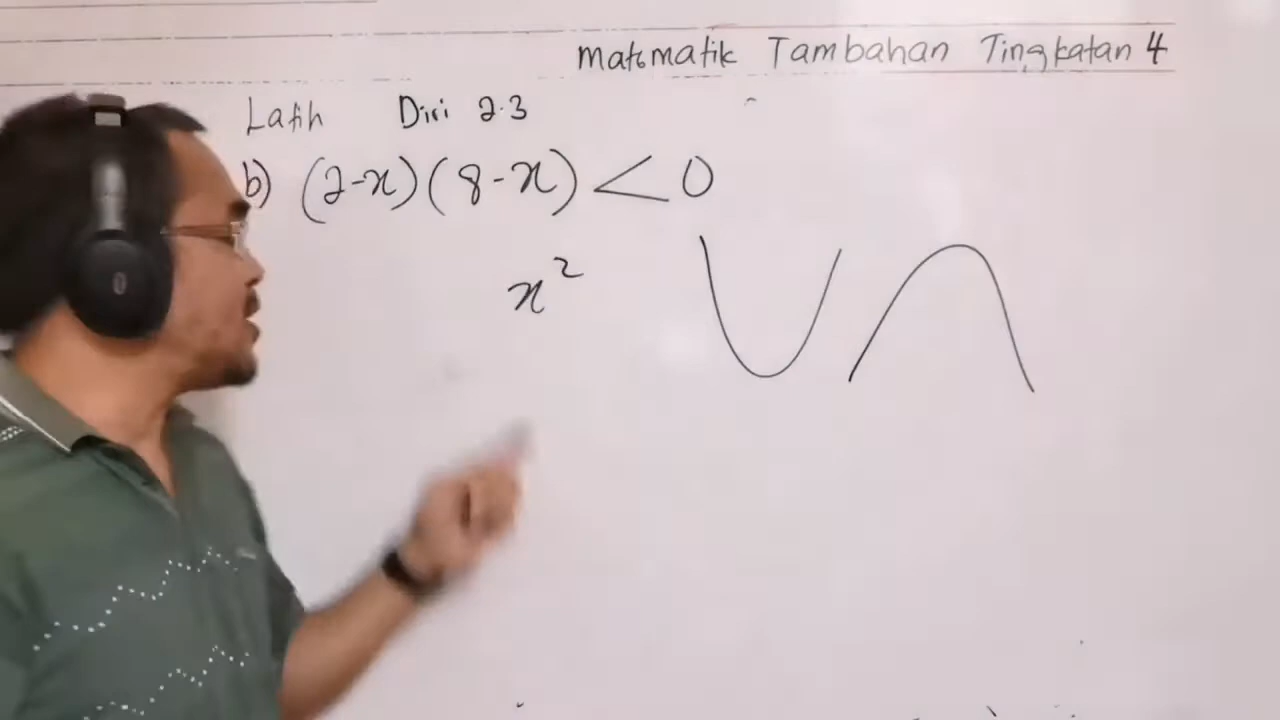 Matematik Tambahan Tingkatan 4
Latih Diri 2.3
b) (2-x)(8-x) < 0
x²